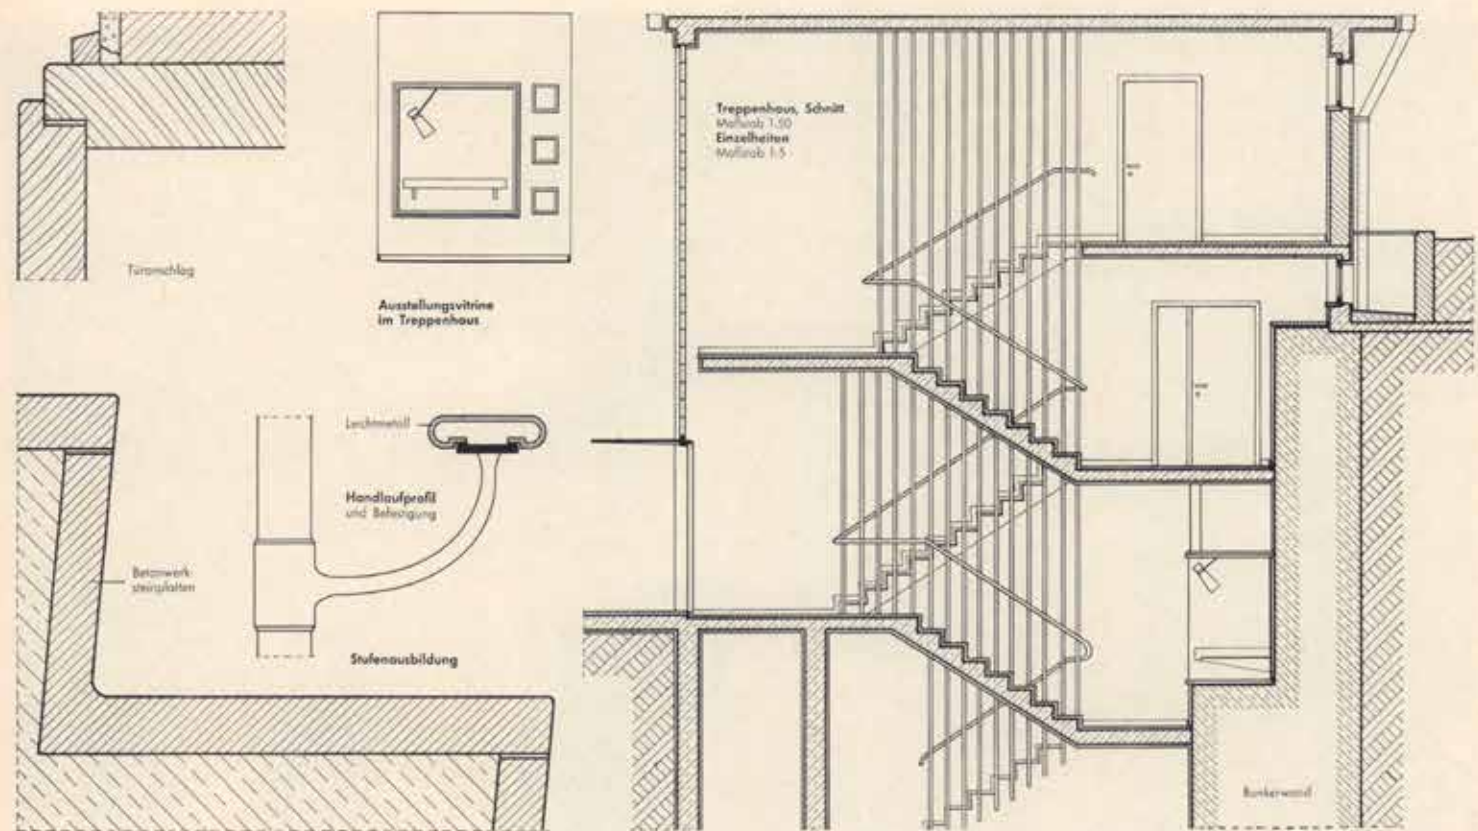 Treppenhaus, Schnitt
Maßstab 1:50
Einzelheiten
Maßstab 1:5
Türanschlag
Ausstellungsvitrine
im Treppenhaus
Leichtmetall
Handlaufprofil
und Befestigung
Betonwerk-
steinplatten
Stufenausbildung
Bunkerwand